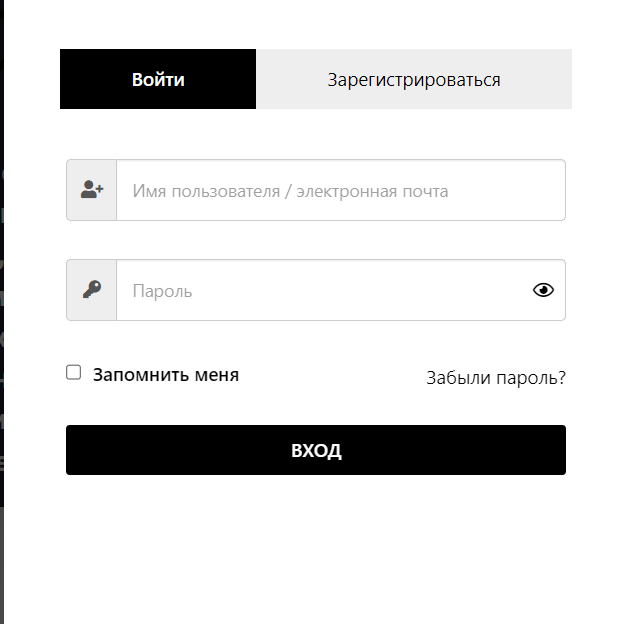 Войти
Зарегистрироваться
Имя пользователя / электронная почта
Пароль
Запомнить меня
Забыли пароль?
ВХОД